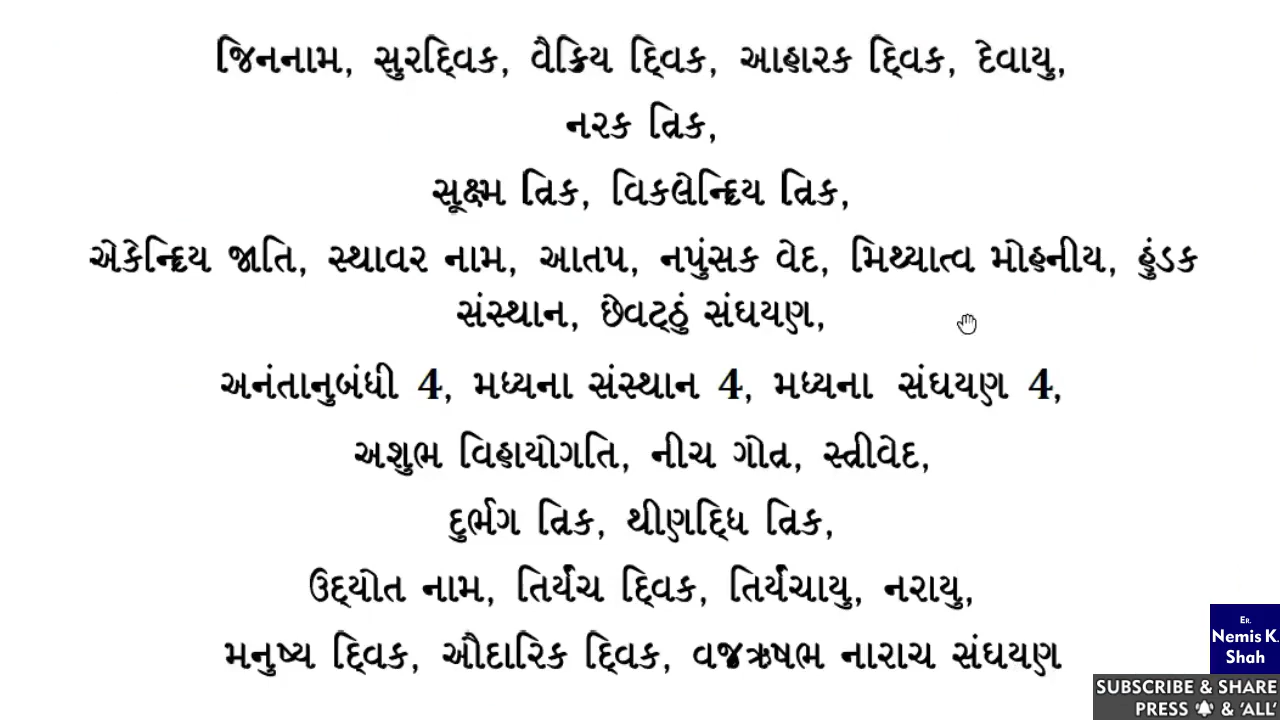 જિનનામ, સુરદ્વિક, વૈક્રિય દ્વિક, આહારક દ્વિક, દેવાયુ,
નરક ત્રિક,
સૂક્ષ્મ ત્રિક, વિકલેન્દ્રિય ત્રિક,
એકેન્દ્રિય જાતિ, સ્થાવર નામ, આતપ, નપુંસક વેદ, મિથ્યાત્વ મોહનીય, હુંડક
સંસ્થાન, છેવટ્ઠું સંઘયણ,
અનંતાનુબંધી 4, મધ્યના સંસ્થાન 4, મધ્યના સંઘયણ 4,
અશુભ વિહાયોગતિ, નીચ ગોત્ર, સ્ત્રીવેદ,
દુર્ભગ ત્રિક, થીણદ્ધિ ત્રિક,
ઉદ્યોત નામ, તિર્યંચ દ્વિક, તિર્યંચાયુ, નરાયુ,
મનુષ્ય દ્વિક, ઔદારિક દ્વિક, વજ્રઋષભ નારાચ સંઘયણ
Er.
Nemis K.
Shah
SUBSCRIBE & SHARE
PRESS & ‘ALL’